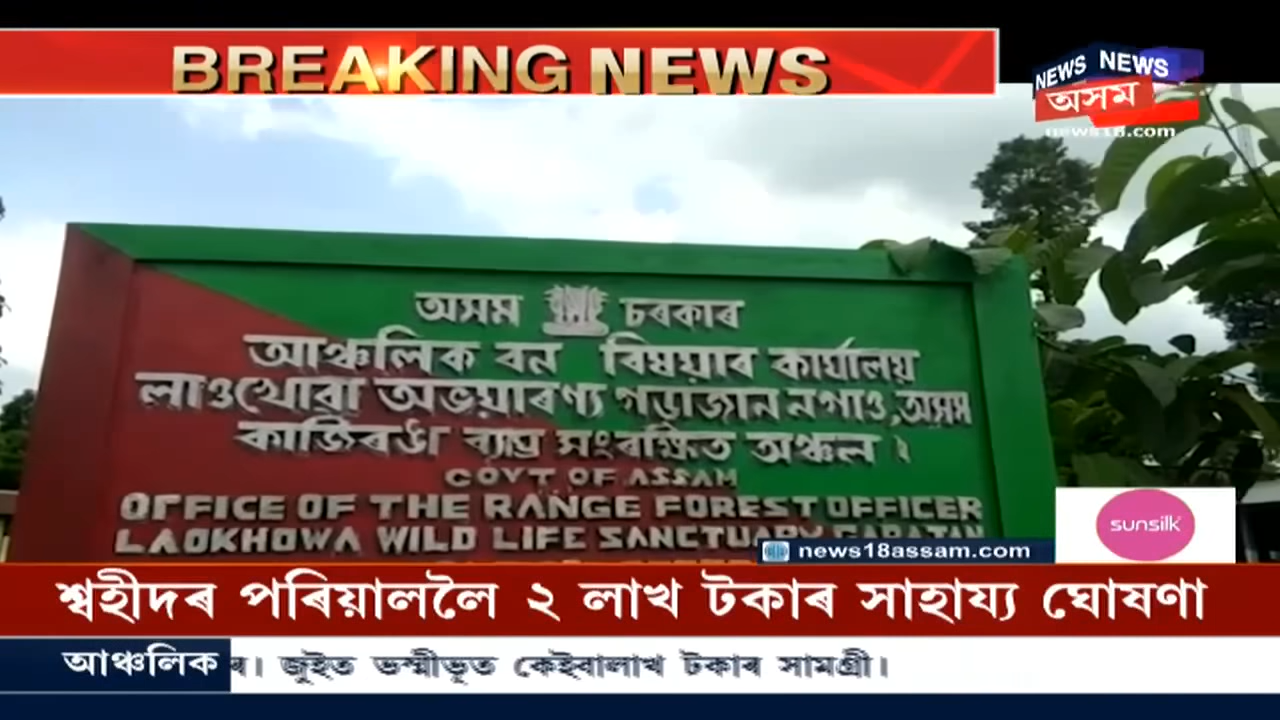 BREAKING NEWS
NEWS NEWS
অসম
news18.com
অসম চৰকাৰ
আঞ্চলিক বন বিষয়াৰ কাৰ্যালয়
লাওখোৱা অভয়াৰণ্য গড়াজান নগাও, অসম
কাজিৰঙা ব্যাঘ্ৰ সংৰক্ষিত অঞ্চল ।
GOVT OF ASSAM
OFFICE OF THE RANGE FOREST OFFICER
LAOKHOWA WILD LIFE SANCTUARY
news18assam.com
sunsilk
শ্বহীদৰ পৰিয়াললৈ ২ লাখ টকাৰ সাহায্য ঘোষণা
আঞ্চলিক ৰ। জুইত ভস্মীভূত কেইবালাখ টকাৰ সামগ্ৰী।